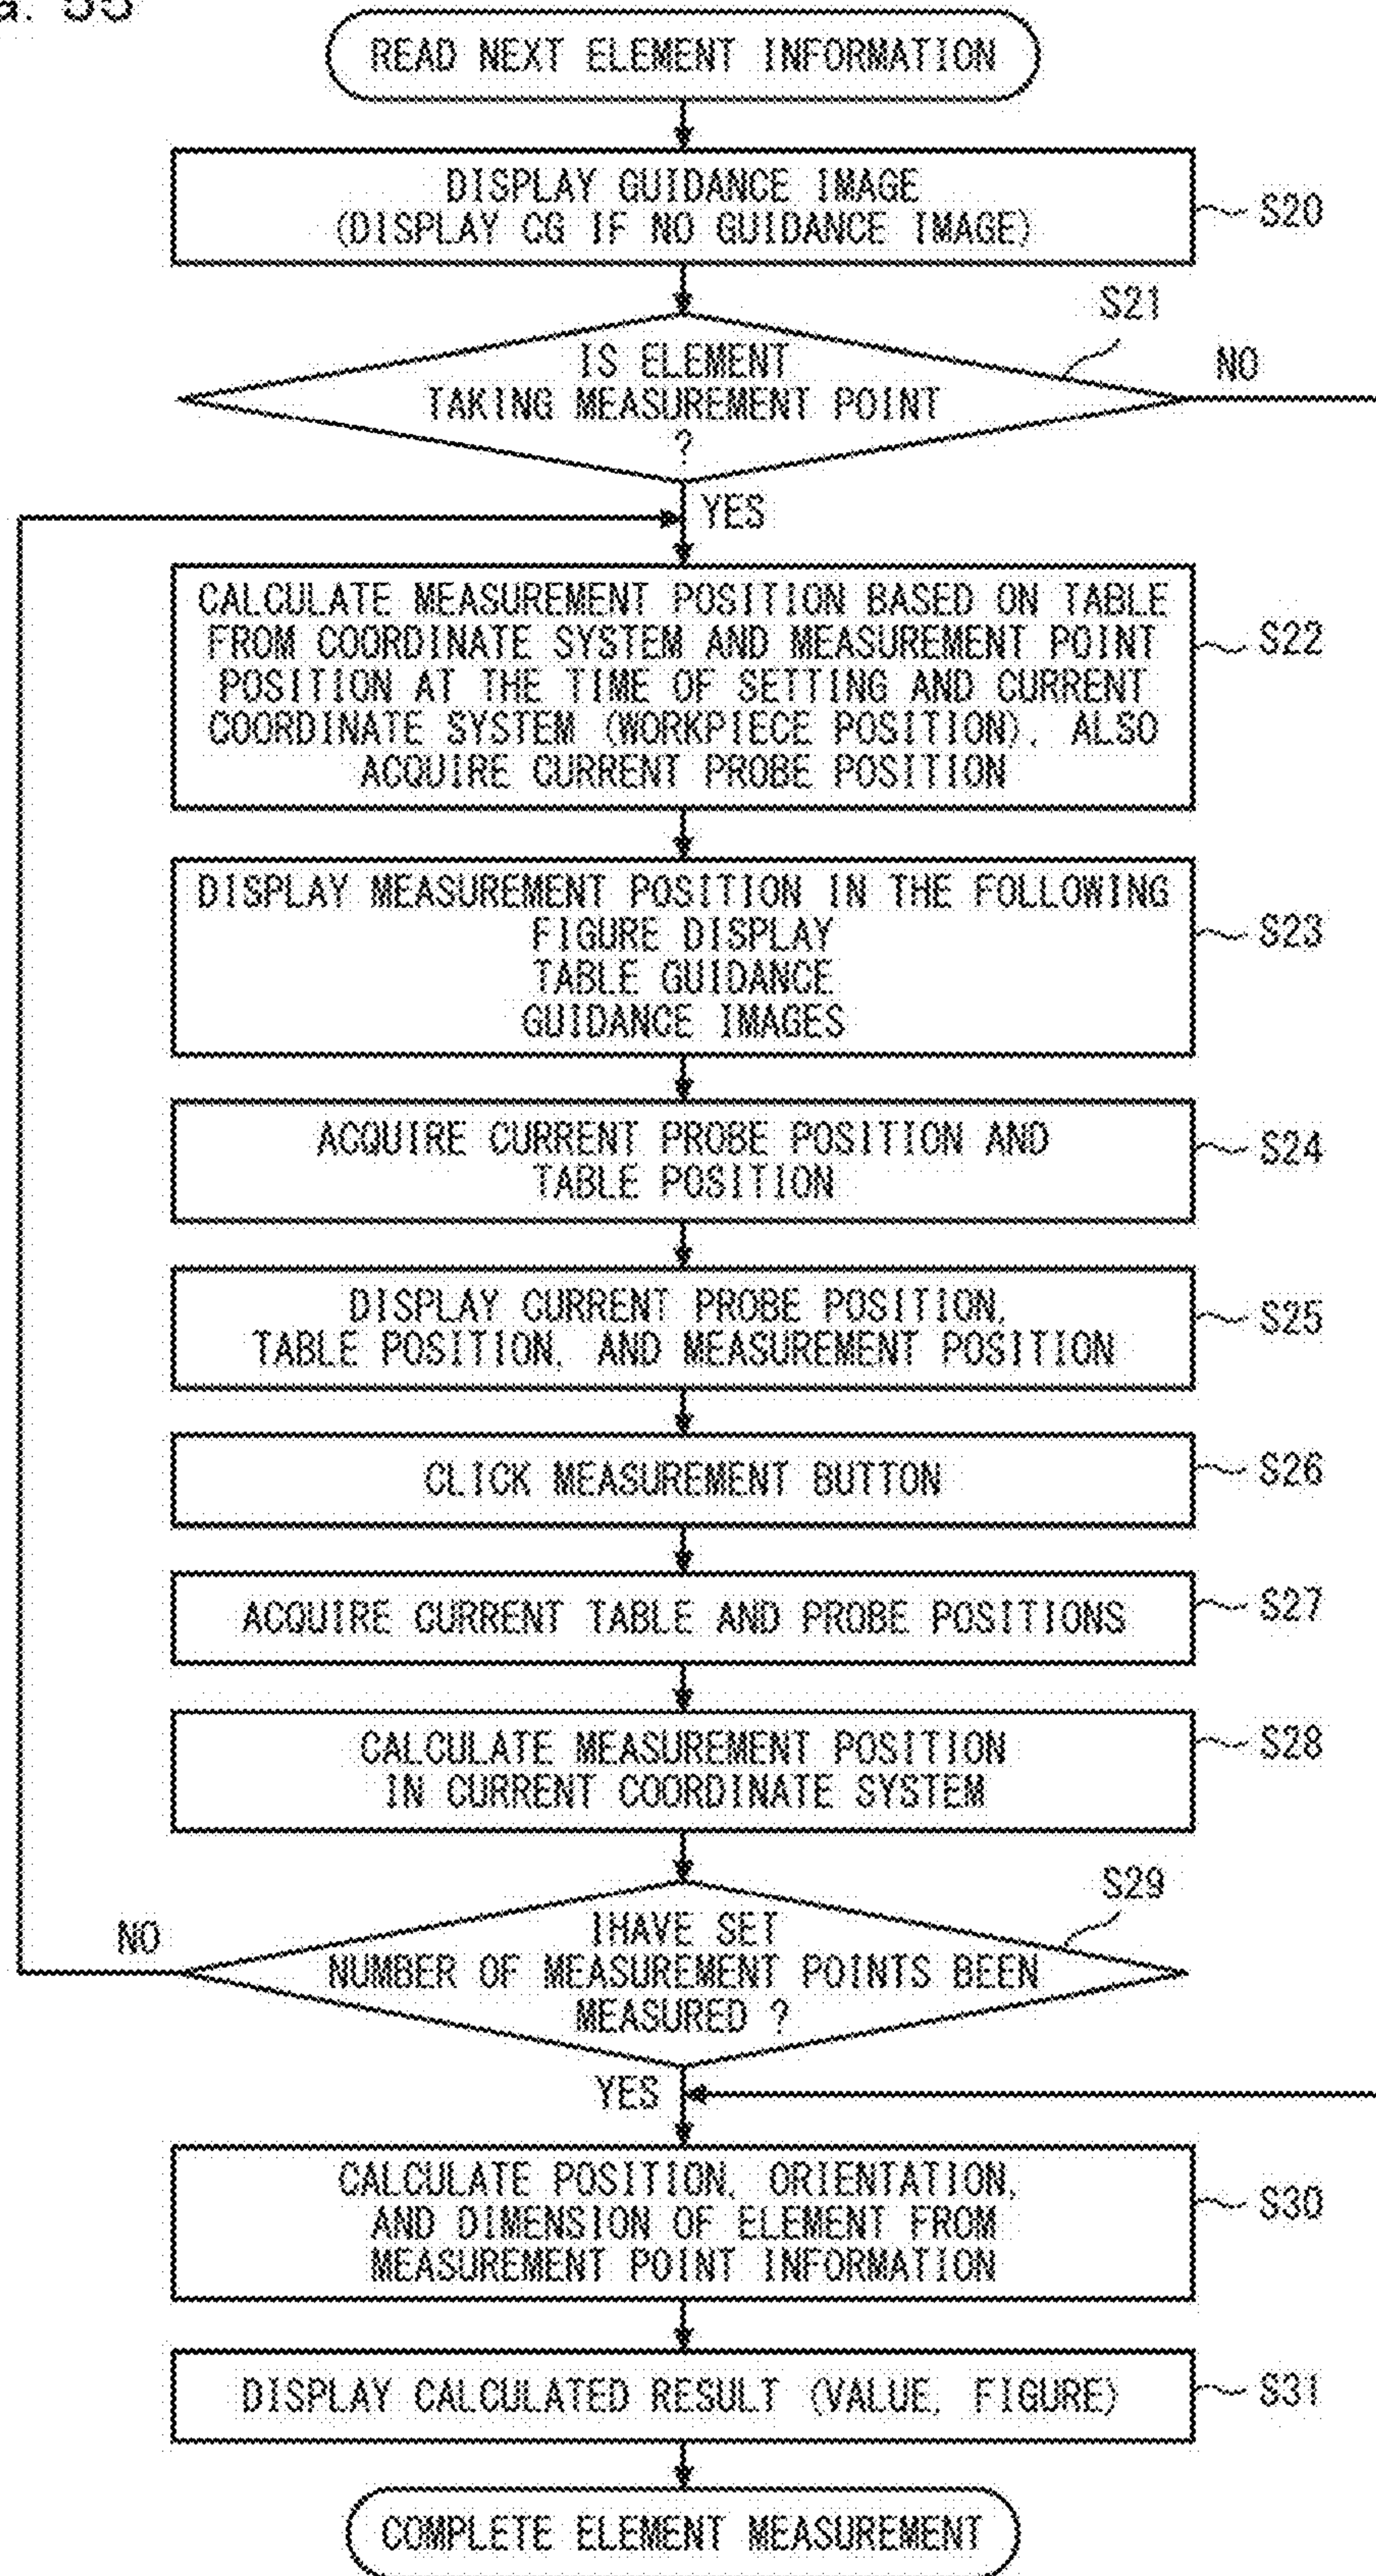 READ NEXT ELEMENT INFORMATION
DISPLAY GUIDANCE IMAGE
(DISPLAY CG IF NO GUIDANCE IMAGE)
S20
S21
IS ELEMENT
TAKING MEASUREMENT POINT
?
NO
YES
CALCULATE MEASUREMENT POSITION BASED ON TABLE
FROM COORDINATE SYSTEM AND MEASUREMENT POINT
POSITION AT THE TIME OF SETTING AND CURRENT
COORDINATE SYSTEM (WORKPIECE POSITION), ALSO
ACQUIRE CURRENT PROBE POSITION
S22
DISPLAY MEASUREMENT POSITION IN THE FOLLOWING
FIGURE DISPLAY
TABLE GUIDANCE
GUIDANCE IMAGES
S23
ACQUIRE CURRENT PROBE POSITION AND
TABLE POSITION
S24
DISPLAY CURRENT PROBE POSITION,
TABLE POSITION, AND MEASUREMENT POSITION
S25
CLICK MEASUREMENT BUTTON
S26
ACQUIRE CURRENT TABLE AND PROBE POSITIONS
S27
CALCULATE MEASUREMENT POSITION
IN CURRENT COORDINATE SYSTEM
S28
S29
IHAVE SET
NUMBER OF MEASUREMENT POINTS BEEN
MEASURED ?
NO
YES
CALCULATE POSITION, ORIENTATION,
AND DIMENSION OF ELEMENT FROM
MEASUREMENT POINT INFORMATION
S30
DISPLAY CALCULATED RESULT (VALUE, FIGURE)
S31
COMPLETE ELEMENT MEASUREMENT